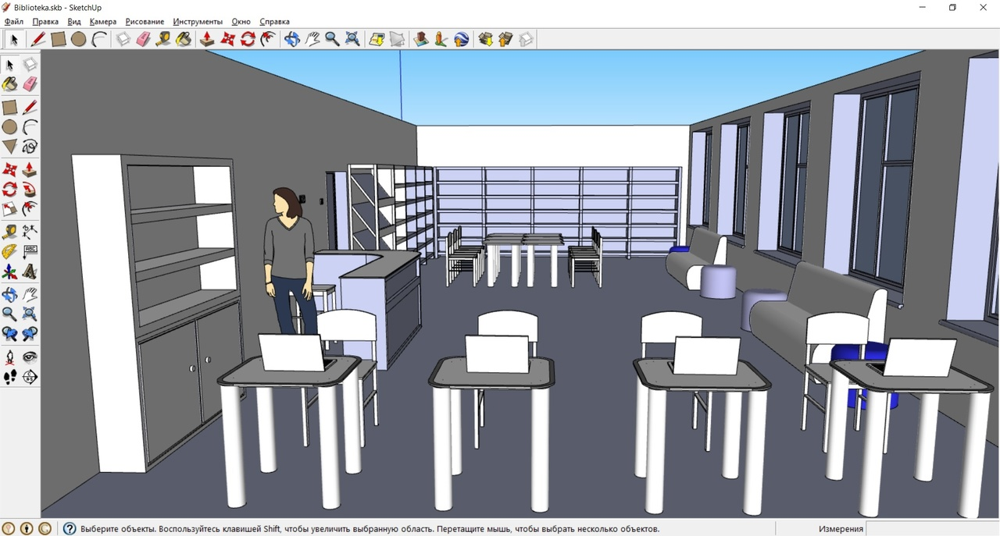 Biblioteka.skb - SketchUp
Файл Правка Вид Камера Рисование Инструменты Окно Справка
ABC
Выберите объекты. Воспользуйтесь клавишей Shift, чтобы увеличить выбранную область. Перетащите мышь, чтобы выбрать несколько объектов.
Измерения